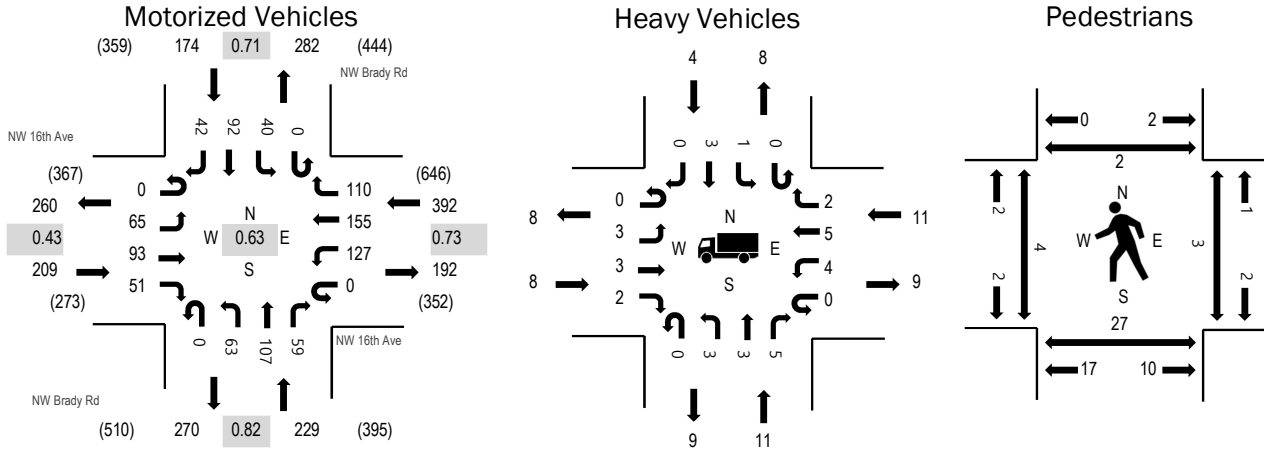 Motorized Vehicles
Heavy Vehicles
Pedestrians
(359) 174 0.71 282 (444)
NW Brady Rd
NW 16th Ave
42 92 40 0
(367)
260
0.43
209
(273)
0
65
93
51
N
W 0.63 E
S
110
155
127
0
(646)
392
0.73
192
(352)
0 63 107 59
NW 16th Ave
NW Brady Rd
(510) 270 0.82 229 (395)
4 8
0 3 1 0
8
8
0
3
3
2
N
W E
S
2
5
4
0
11
9
0 3 3 5
9 11
0 2
2
2
2
4
N
W E
S
3
1
2
27
17 10